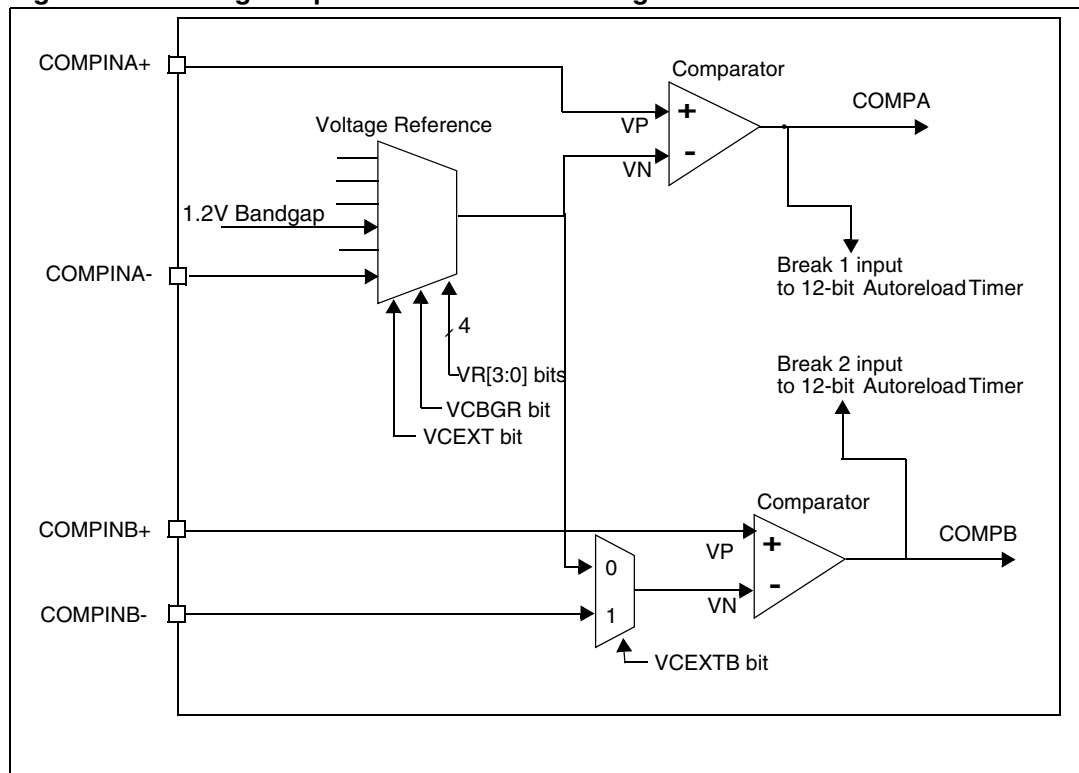 COMPINA+
Comparator
COMPA
Voltage Reference
VP
+
-
VN
1.2V Bandgap
COMPINA-
Break 1 input
to 12-bit Autoreload Timer
4
VR[3:0] bits
VCBGR bit
VCEXT bit
Break 2 input
to 12-bit Autoreload Timer
Comparator
COMPINB+
COMPB
VP
+
0
-
VN
COMPINB-
1
VCEXTB bit